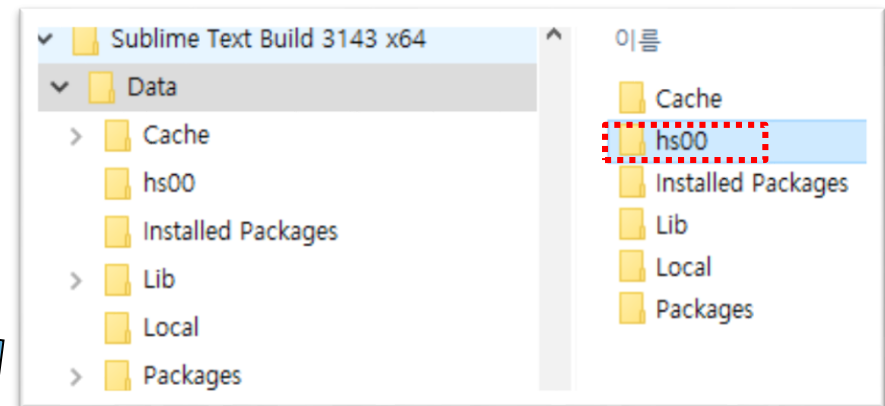 Sublime Text Build 3143 x64
Data
Cache
hs00
Installed Packages
Lib
Local
Packages
이름
Cache
hs00
Installed Packages
Lib
Local
Packages